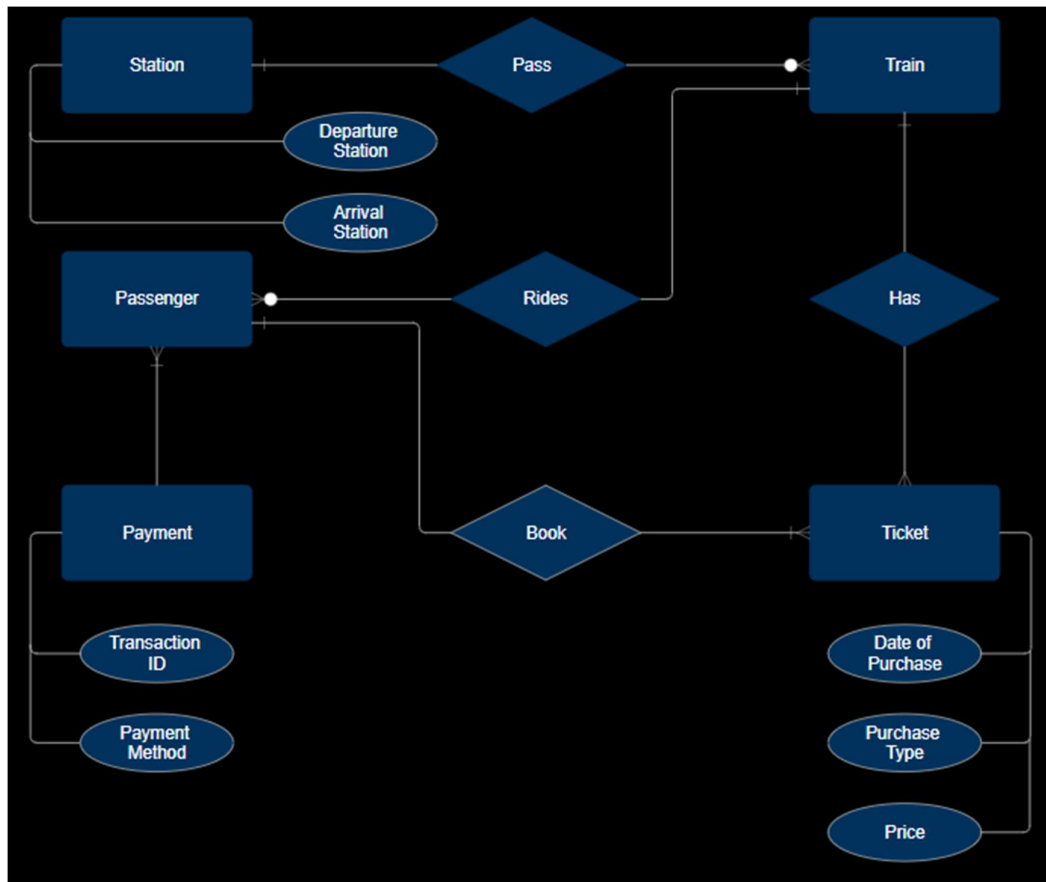 Station
Pass
Train
Departure
Station
Arrival
Station
Passenger
Rides
Has
Payment
Book
Ticket
Transaction
ID
Date of
Purchase
Payment
Method
Purchase
Type
Price